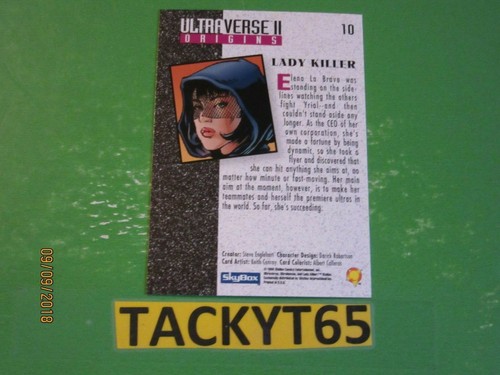 ULTRAVERSE II
ORIGINS
10
LADY KILLER
Elena La Brava was
standing on the side-
lines watching the others
fight Yrial—and then
couldn't stand aside any
longer. As the CEO of her
own corporation, she's
made a fortune by being
dynamic, so she took a
flyer and discovered that
she can hit anything she aims at, no
matter how minute or fast-moving. Her main
aim at the moment, however, is to make her
teammates and herself the premiere ultras in
the world. So far, she's succeeding.
Creator: Steve Englehart Character Design: Darick Robertson
Card Artist: Keith Conroy Card Colorist: Albert Calleros
SkyBox
TACKYT65
09/09/2018